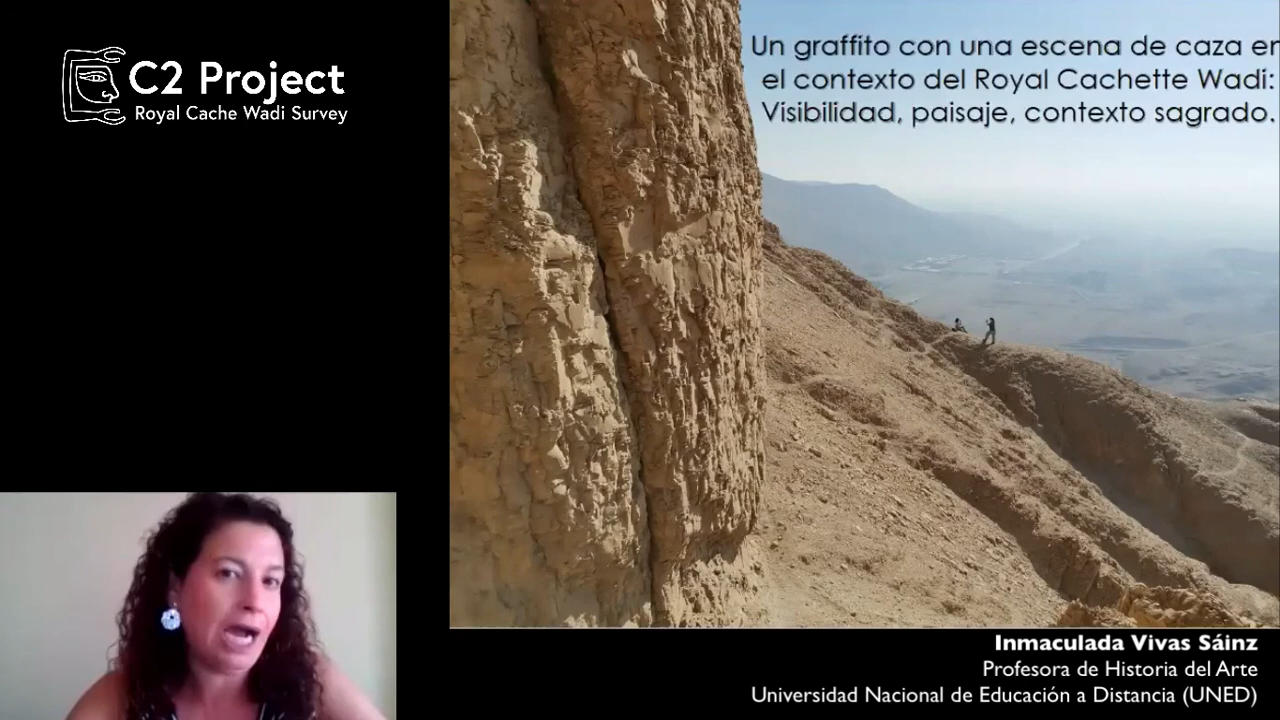 C2 Project
Royal Cache Wadi Survey
Un graffito con una escena de caza en
el contexto del Royal Cachette Wadi:
Visibilidad, paisaje, contexto sagrado.
Inmaculada Vivas Sáinz
Profesora de Historia del Arte
Universidad Nacional de Educación a Distancia (UNED)